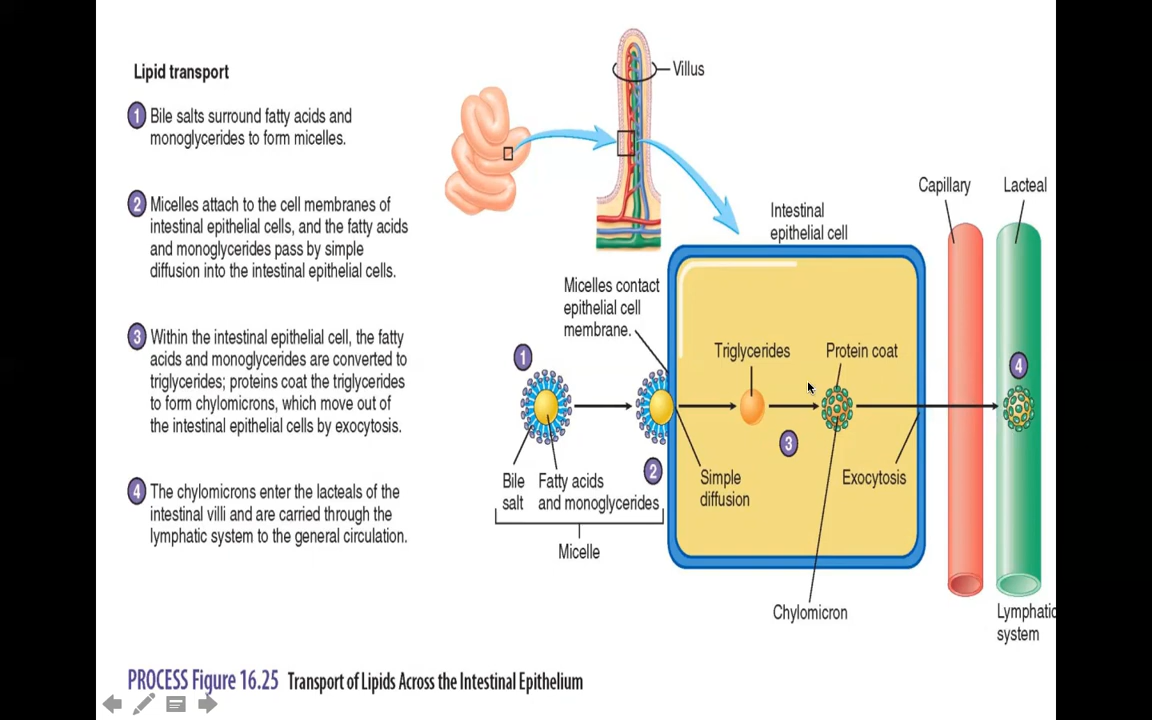 Lipid transport
1 Bile salts surround fatty acids and
monoglycerides to form micelles.
2 Micelles attach to the cell membranes of
intestinal epithelial cells, and the fatty acids
and monoglycerides pass by simple
diffusion into the intestinal epithelial cells.
3 Within the intestinal epithelial cell, the fatty
acids and monoglycerides are converted to
triglycerides; proteins coat the triglycerides
to form chylomicrons, which move out of
the intestinal epithelial cells by exocytosis.
4 The chylomicrons enter the lacteals of the
intestinal villi and are carried through the
lymphatic system to the general circulation.
Villus
Capillary
Lacteal
Intestinal
epithelial cell
Micelles contact
epithelial cell
membrane.
Triglycerides
Protein coat
1
4
3
2
Bile
salt
Fatty acids
and monoglycerides
Simple
diffusion
Exocytosis
Micelle
Chylomicron
Lymphatic
system
PROCESS Figure 16.25 Transport of Lipids Across the Intestinal Epithelium